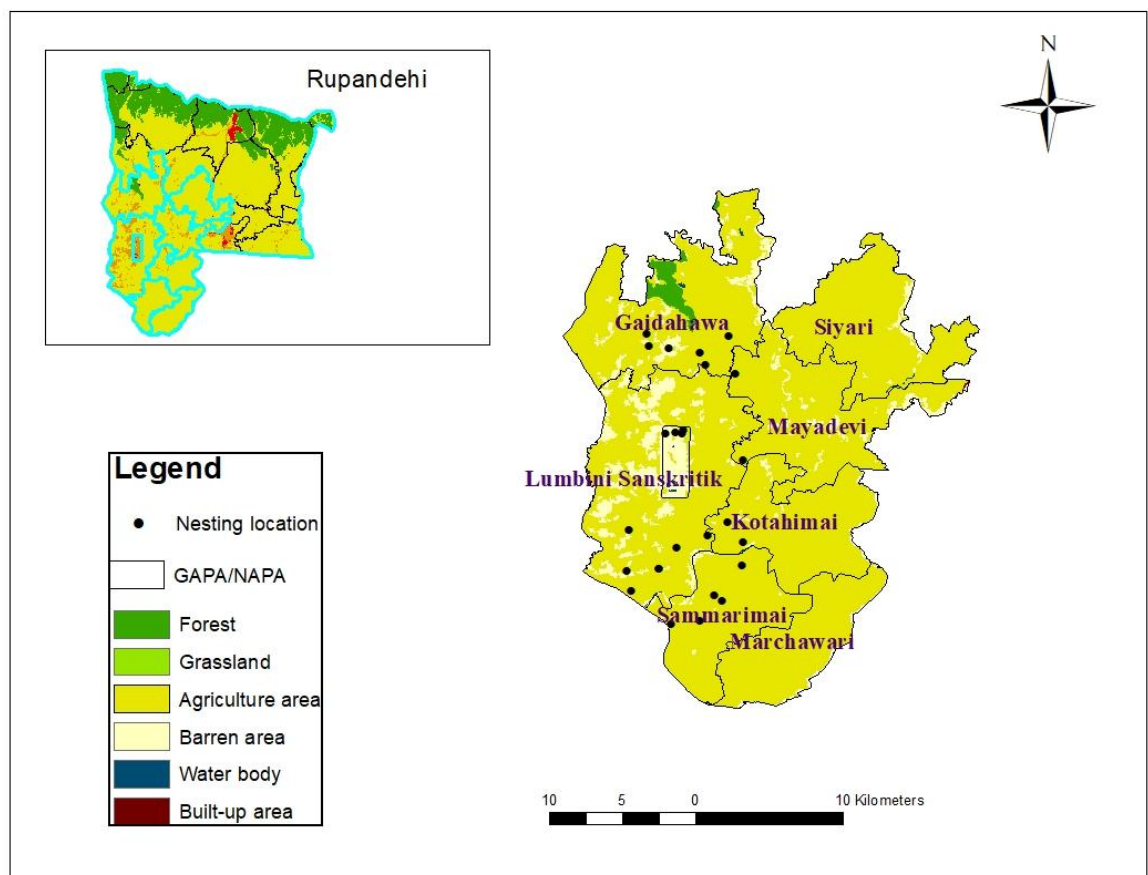 Rupandehi
N
Gaidahawa
Siyari
Mayadevi
Lumbini Sanskritik
Kotahimai
Sammarimai
Marchawari
Legend
Nesting location
GAPA/NAPA
Forest
Grassland
Agriculture area
Barren area
Water body
Built-up area
10 5 0 10 Kilometers